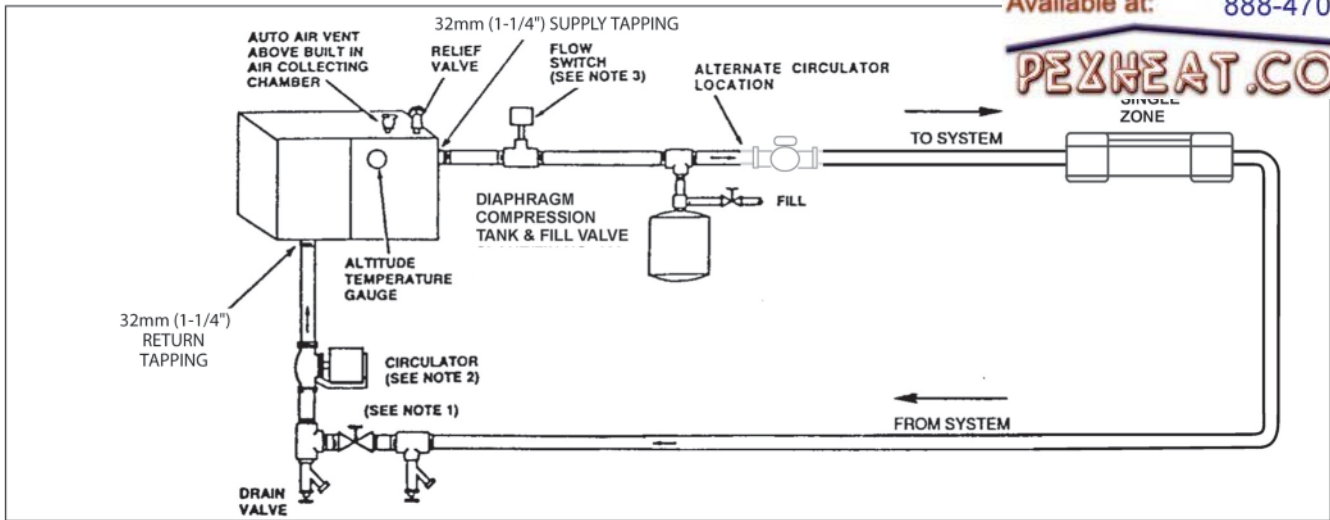 Available at: 888-470
PEXHEAT.CO
32mm (1-1/4") SUPPLY TAPPING
AUTO AIR VENT
ABOVE BUILT IN
AIR COLLECTING
CHAMBER
RELIEF
VALVE
FLOW
SWITCH
(SEE NOTE 3)
ALTERNATE CIRCULATOR
LOCATION
TO SYSTEM
SINGLE
ZONE
DIAPHRAGM
COMPRESSION
TANK & FILL VALVE
FILL
ALTITUDE
TEMPERATURE
GAUGE
32mm (1-1/4")
RETURN
TAPPING
CIRCULATOR
(SEE NOTE 2)
(SEE NOTE 1)
FROM SYSTEM
DRAIN
VALVE